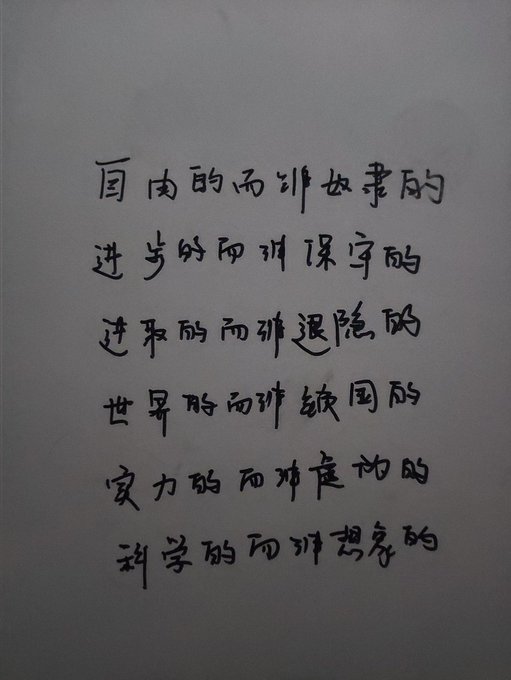 自由的而非奴隶的
进步的而非保守的
进取的而非退隐的
世界的而非锁国的
实力的而非虚的
科学的而非想象的